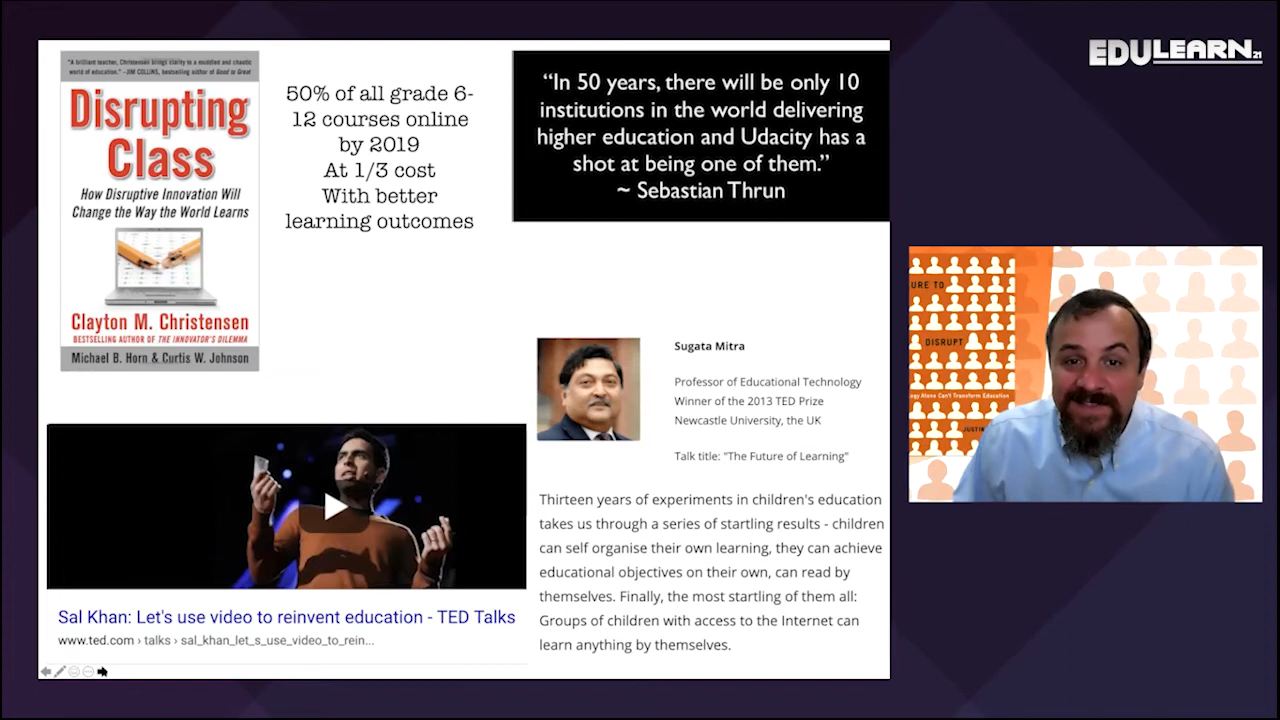 "A brilliant teacher, Christensen brings clarity to a muddled and chaotic
world of education." —JIM COLLINS, bestselling author of Good to Great
Disrupting
Class
How Disruptive Innovation Will
Change the Way the World Learns
Clayton M. Christensen
BESTSELLING AUTHOR OF THE INNOVATOR'S DILEMMA
Michael B. Horn & Curtis W. Johnson
50% of all grade 6-
12 courses online
by 2019
At 1/3 cost
With better
learning outcomes
“In 50 years, there will be only 10
institutions in the world delivering
higher education and Udacity has a
shot at being one of them.”
~ Sebastian Thrun
Sugata Mitra
Professor of Educational Technology
Winner of the 2013 TED Prize
Newcastle University, the UK
Talk title: "The Future of Learning"
Thirteen years of experiments in children's education
takes us through a series of startling results - children
can self organise their own learning, they can achieve
educational objectives on their own, can read by
themselves. Finally, the most startling of them all:
Groups of children with access to the Internet can
learn anything by themselves.
Sal Khan: Let's use video to reinvent education - TED Talks
www.ted.com › talks › sal_khan_let_s_use_video_to_rein...
EDULEARN21
URE TO
DISRUPT
ogy Alone Can't Transform Education
JUSTIN